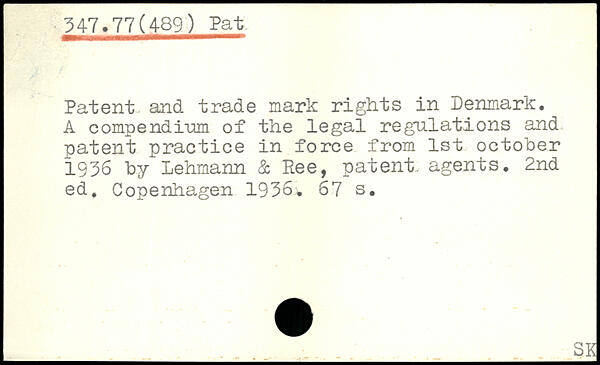 347.77(489) Pat
Patent and trade mark rights in Denmark.
A compendium of the legal regulations and
patent practice in force from 1st october
1936 by Lehmann & Ree, patent agents. 2nd
ed. Copenhagen 1936. 67 s.
SK